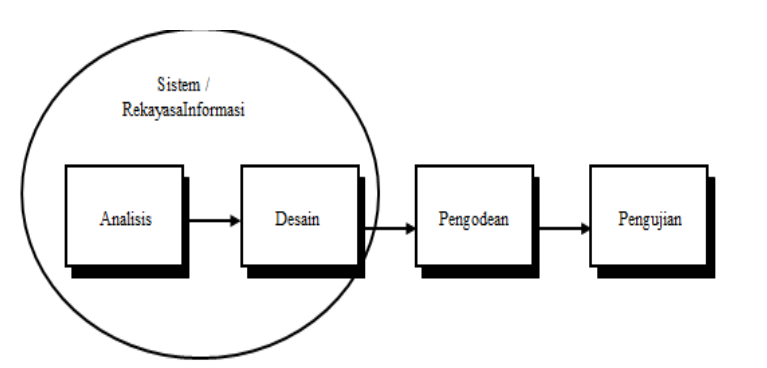 Sistem /
RekayasaInformasi
Analisis
Desain
Pengodean
Pengujian